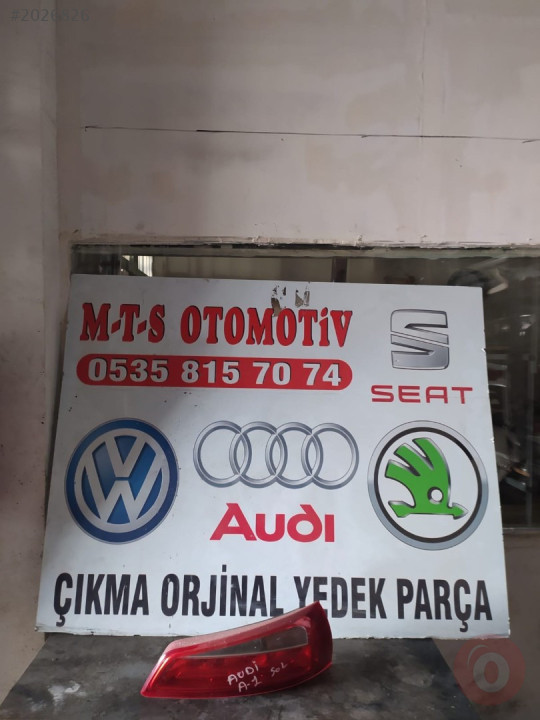 M-T-S OTOMOTİV
0535 815 70 74
SEAT
Audi
ÇIKMA ORJİNAL YEDEK PARÇA
AUDİ
A-1 SOL